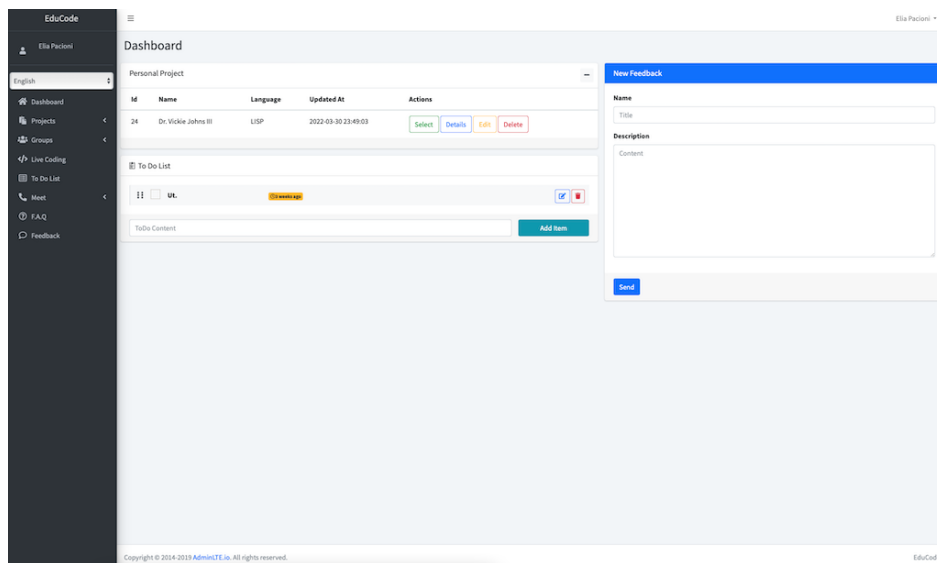 EduCode
Elia Pacioni
Elia Pacioni
English
Dashboard
Projects
Groups
Live Coding
To Do List
Meet
F.A.Q
Feedback
Dashboard
Personal Project
Id Name Language Updated At Actions
24 Dr. Vickie Johns III LISP 2022-03-30 23:49:03 Select Details Edit Delete
To Do List
Ut. 2 weeks ago
ToDo Content Add item
New Feedback
Name
Title
Description
Content
Send
Copyright © 2014-2019 AdminLTE.io. All rights reserved.
EduCod